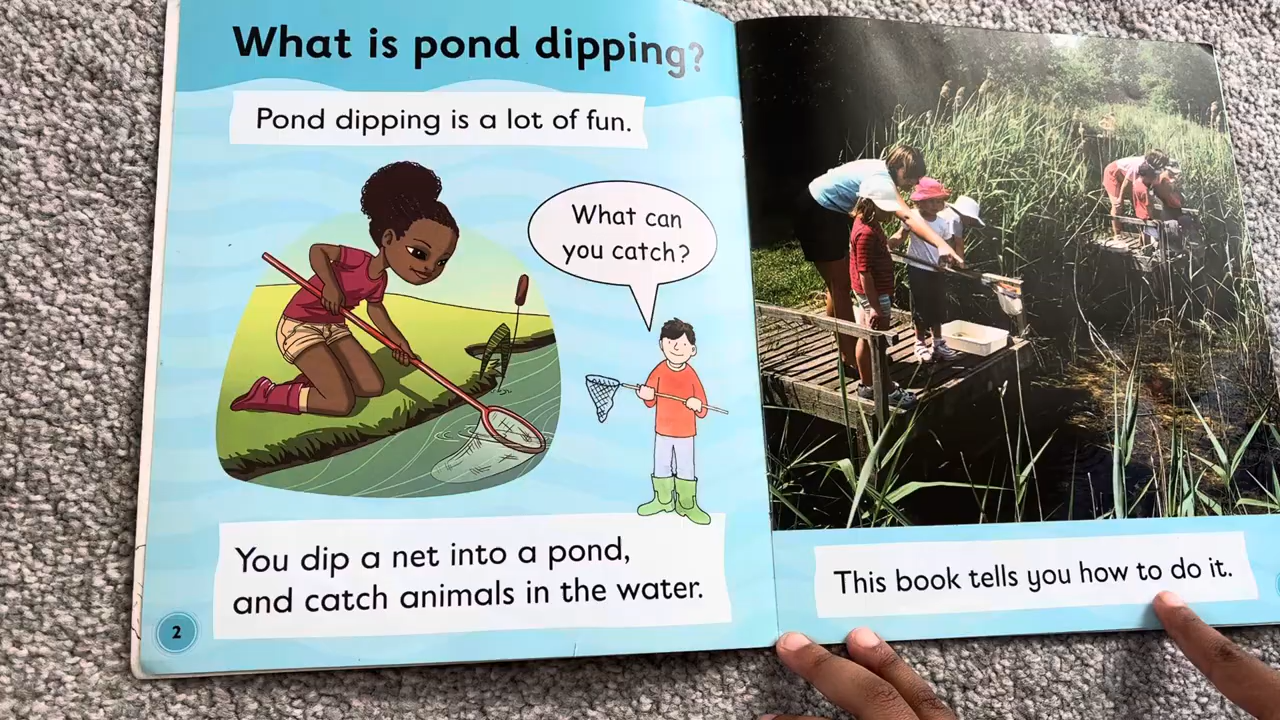 What is pond dipping?
Pond dipping is a lot of fun.
What can
you catch?
You dip a net into a pond,
and catch animals in the water.
2
This book tells you how to do it.